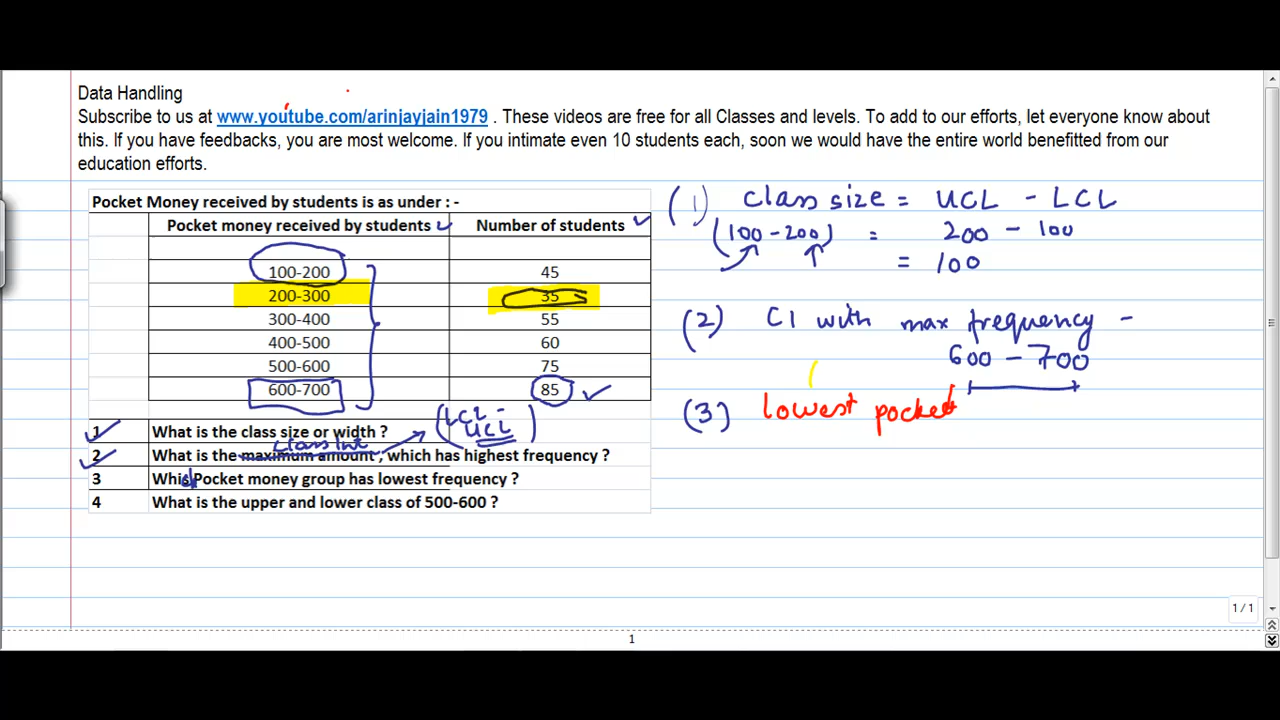 Data Handling
Subscribe to us at www.youtube.com/arinjayjain1979 . These videos are free for all Classes and levels. To add to our efforts, let everyone know about
this. If you have feedbacks, you are most welcome. If you intimate even 10 students each, soon we would have the entire world benefitted from our
education efforts.
Pocket Money received by students is as under : -
Pocket money received by students Number of students
100-200 45
200-300 35
300-400 55
400-500 60
500-600 75
600-700 85
1 What is the class size or width ?
2 What is the maximum amount , which has highest frequency ?
class Int
(LCL - UCL)
3 Which Pocket money group has lowest frequency ?
4 What is the upper and lower class of 500-600 ?
(1) class size = UCL - LCL
(100 - 200) = 200 - 100
= 100
(2) CI with max frequency -
600 - 700
(3) lowest pocket
1 / 1
1